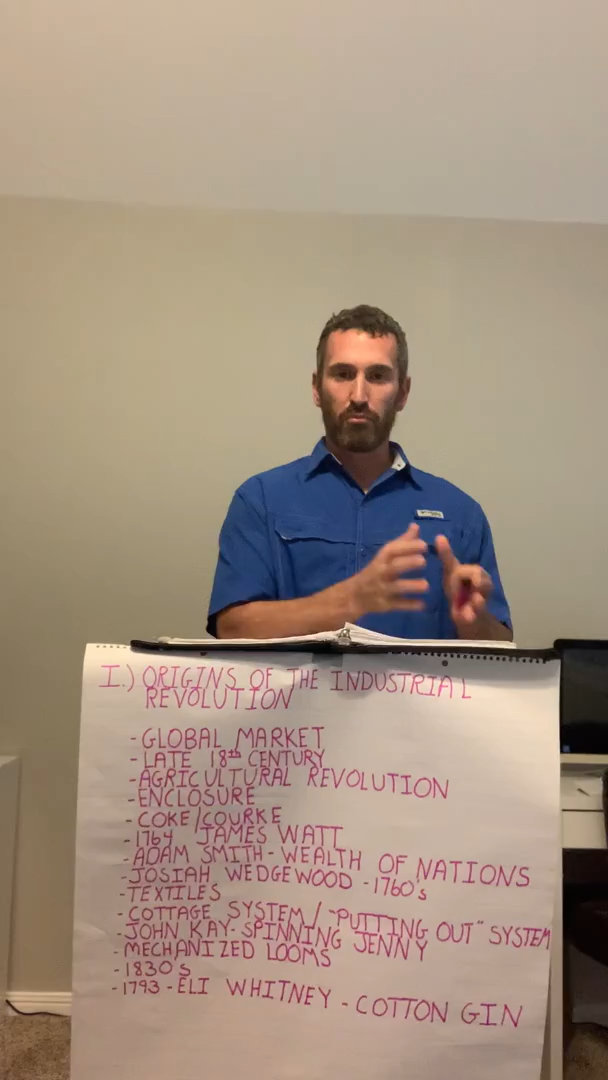 I.) ORIGINS OF THE INDUSTRIAL
REVOLUTION
- GLOBAL MARKET
- LATE 18th CENTURY
- AGRICULTURAL REVOLUTION
- ENCLOSURE
- COKE/COURKE
- 1764 JAMES WATT
- ADAM SMITH - WEALTH OF NATIONS
- JOSIAH WEDGEWOOD - 1760's
- TEXTILES
- COTTAGE SYSTEM / "PUTTING OUT" SYSTEM
- JOHN KAY - SPINNING JENNY
- MECHANIZED LOOMS
- 1830s
- 1793 - ELI WHITNEY - COTTON GIN